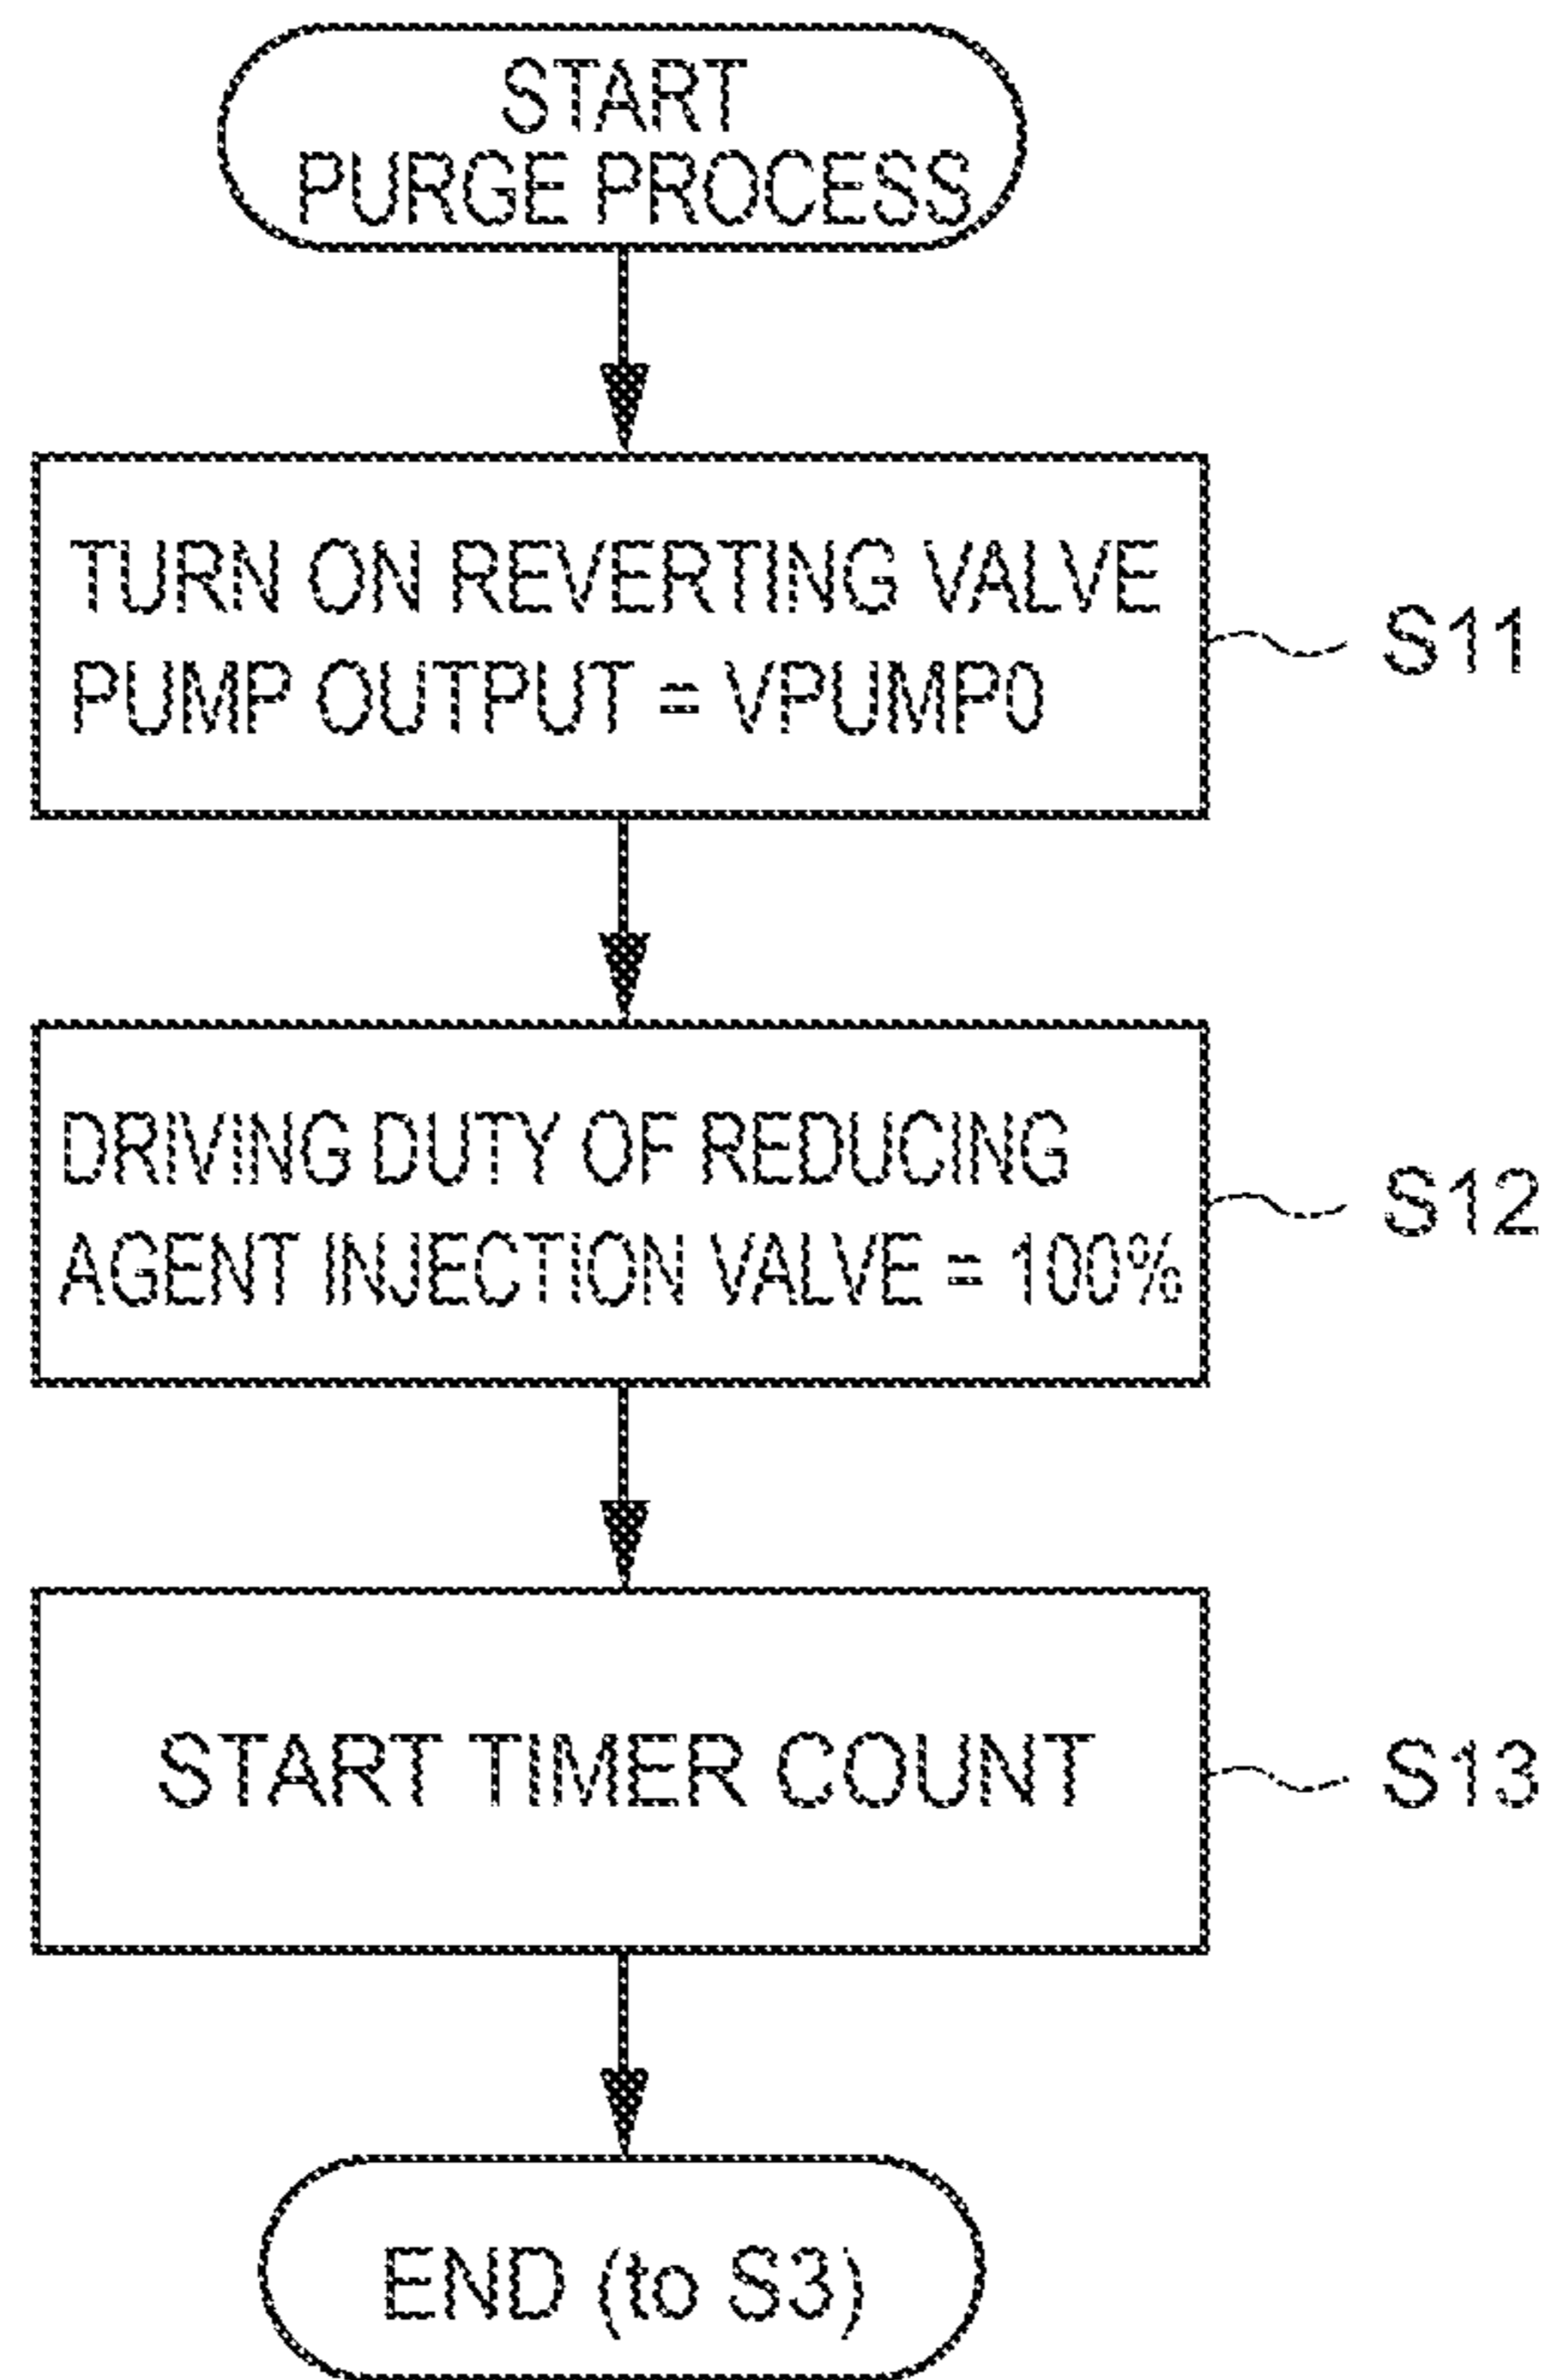 START
PURGE PROCESS
TURN ON REVERTING VALVE
PUMP OUTPUT = VPUMP0
S11
DRIVING DUTY OF REDUCING
AGENT INJECTION VALVE = 100%
S12
START TIMER COUNT
S13
END (to S3)